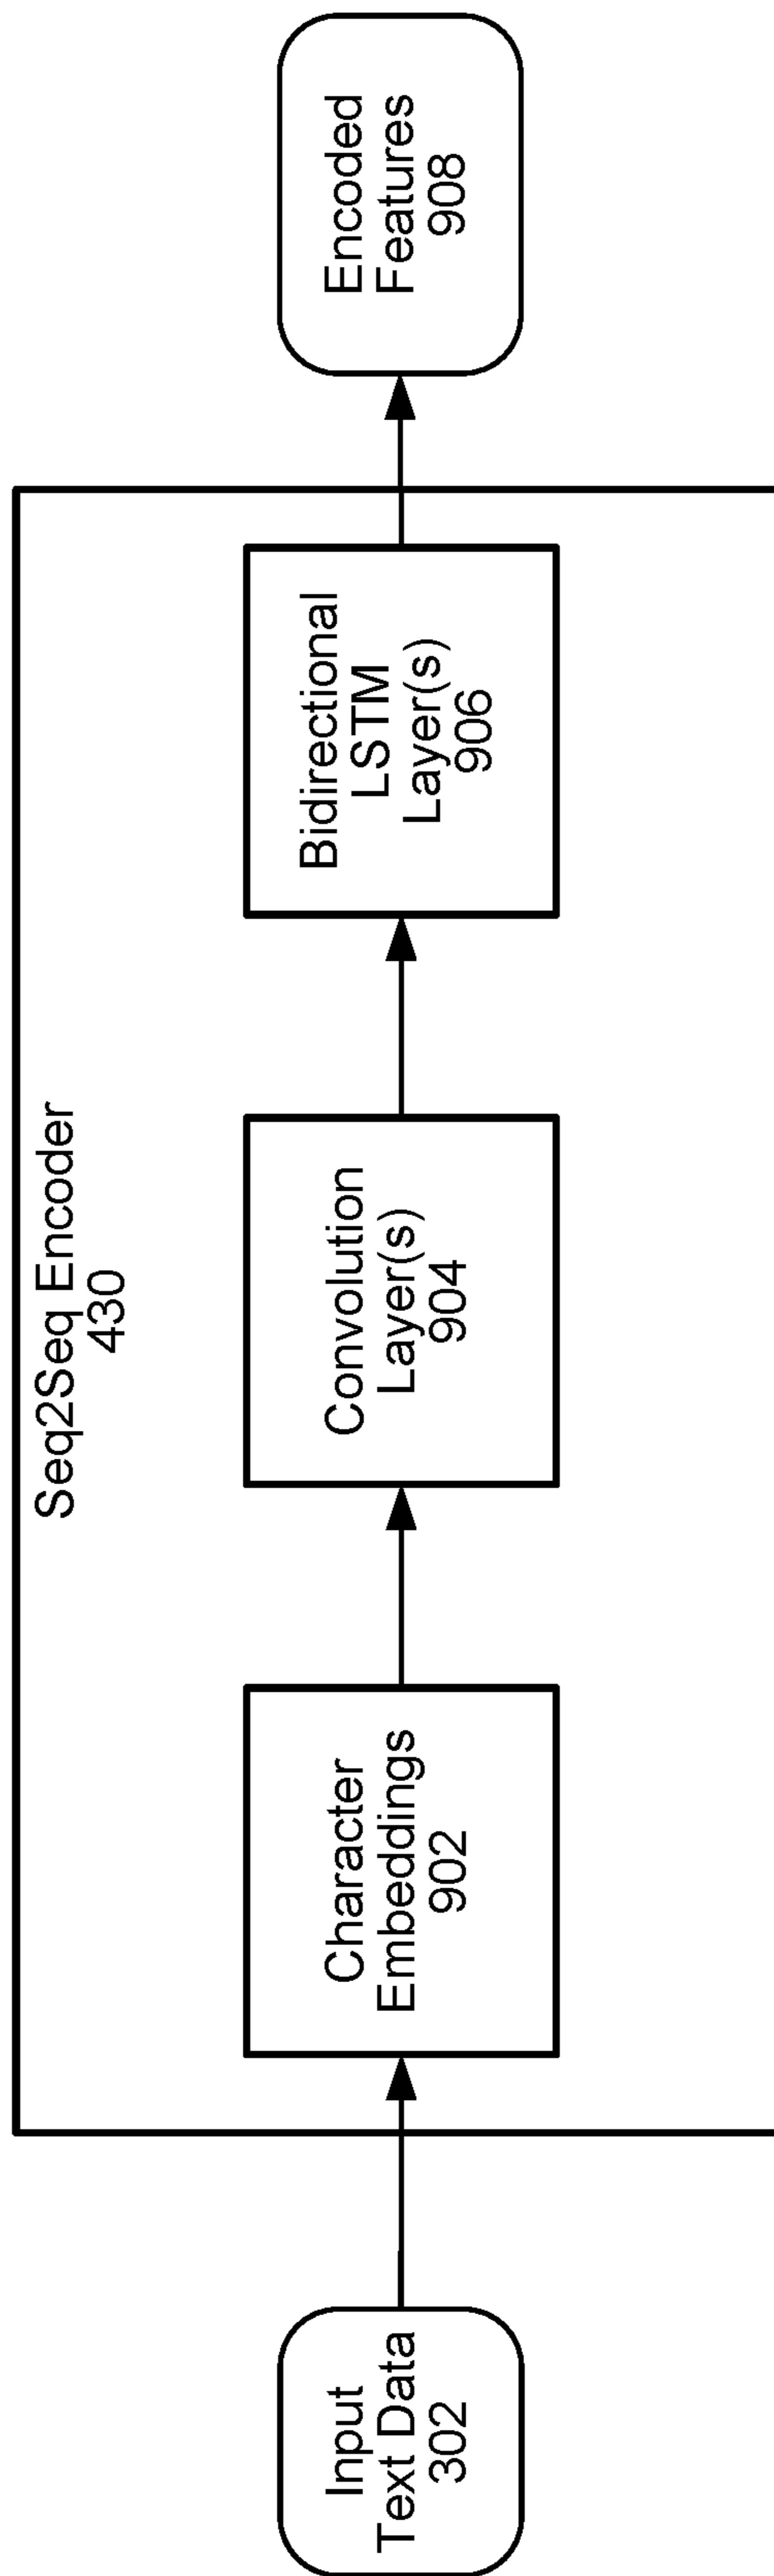 Seq2Seq Encoder
430
Input
Text Data
302
Character
Embeddings
902
Convolution
Layer(s)
904
Bidirectional
LSTM
Layer(s)
906
Encoded
Features
908